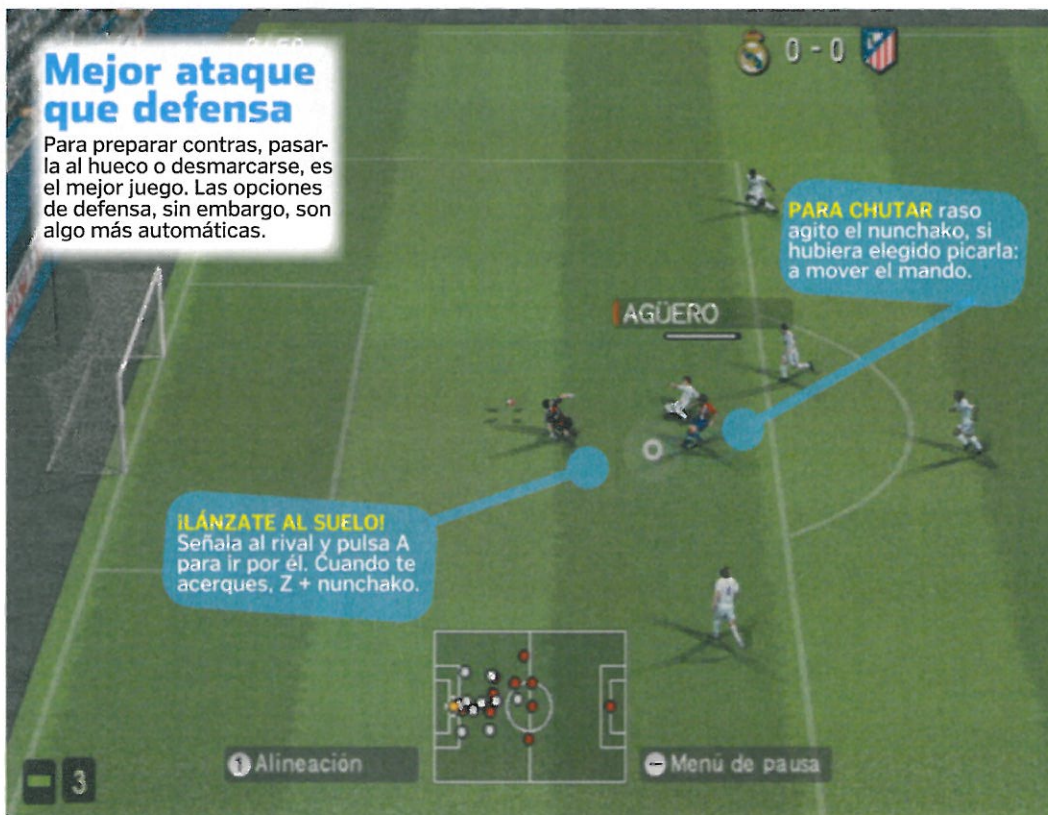 Mejor ataque
que defensa
Para preparar contras, pasar-
la al hueco o desmarcarse, es
el mejor juego. Las opciones
de defensa, sin embargo, son
algo más automáticas.
0 - 0
PARA CHUTAR raso
agito el nunchako, si
hubiera elegido picarla:
a mover el mando.
AGÜERO
¡LÁNZATE AL SUELO!
Señala al rival y pulsa A
para ir por él. Cuando te
acerques, Z + nunchako.
1 Alineación
- Menú de pausa
- 3